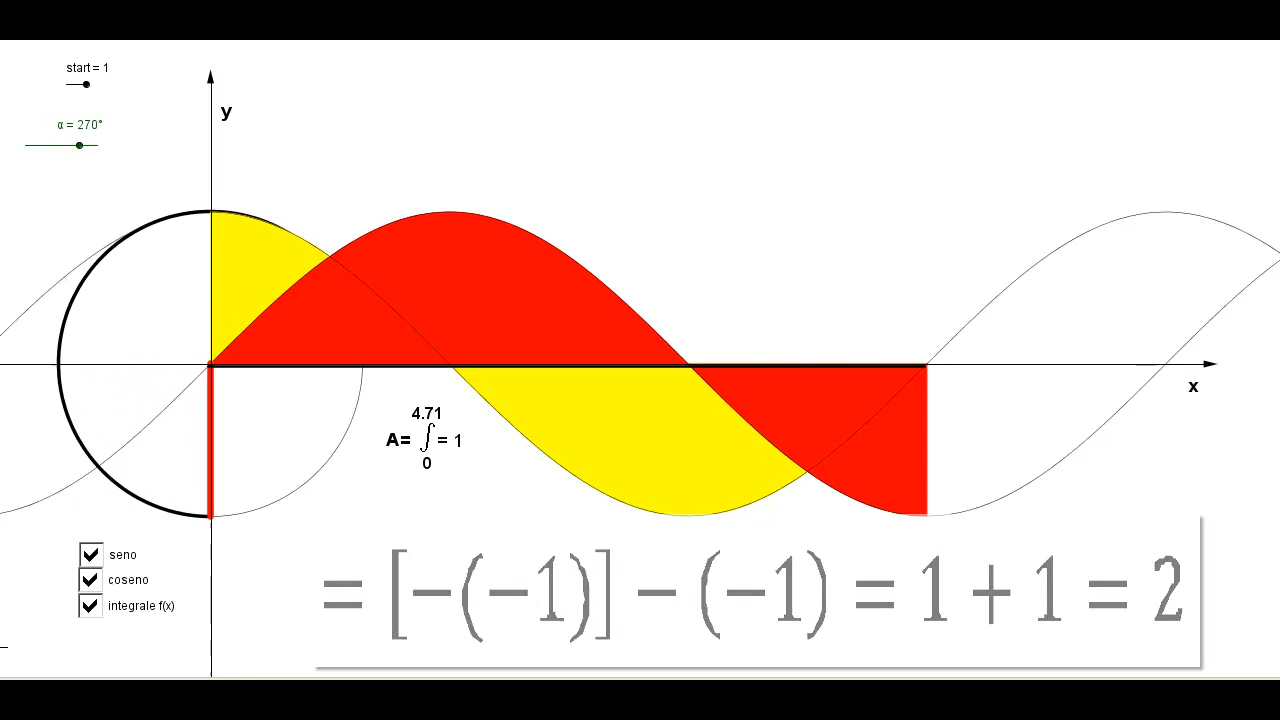 start = 1
y
α = 270°
x
4.71
A= ∫ = 1
0
seno
coseno
integrale f(x)
= [−(−1)] − (−1) = 1 + 1 = 2